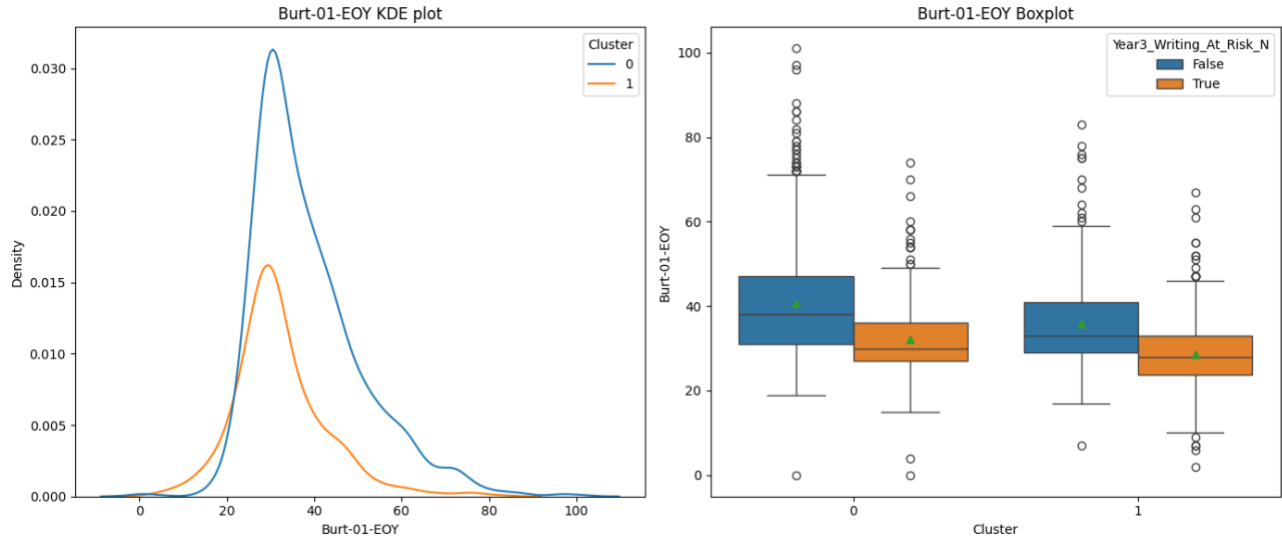 Burt-01-EOY KDE plot
Cluster
0
1
0.030
0.025
0.020
0.015
0.010
0.005
0.000
Density
0
20
40
60
80
100
Burt-01-EOY
Burt-01-EOY Boxplot
Year3_Writing_At_Risk_N
False
True
100
80
60
40
20
0
Burt-01-EOY
0
1
Cluster